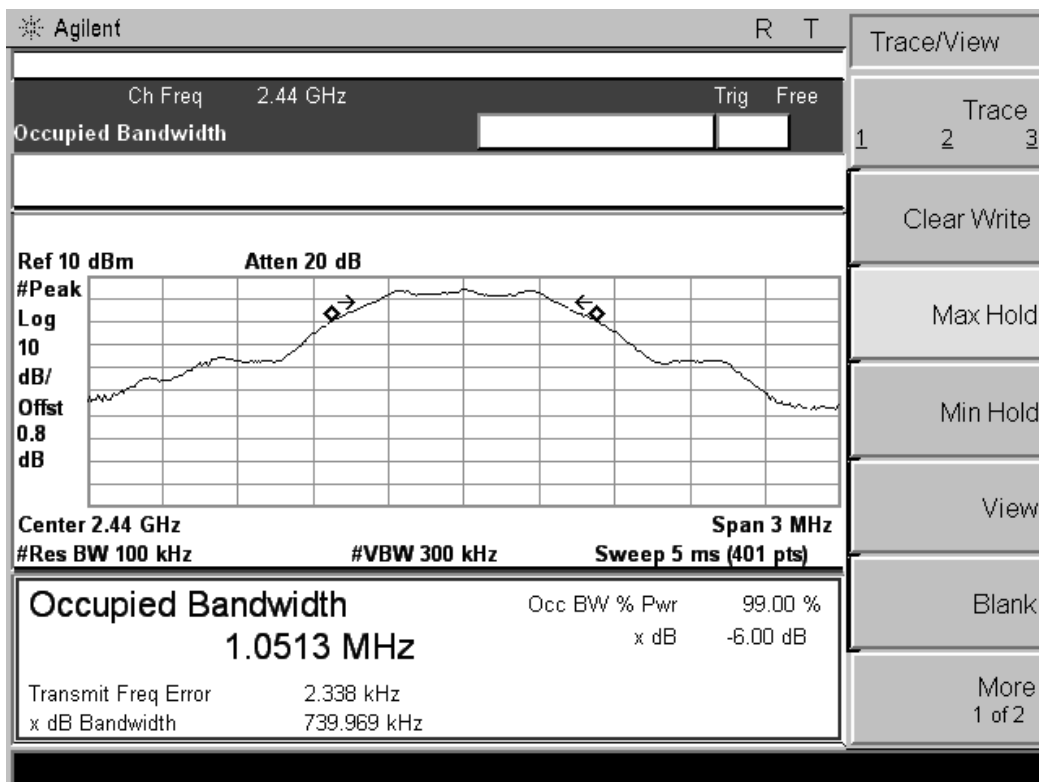 Agilent R T
Ch Freq 2.44 GHz Trig Free
Occupied Bandwidth
Ref 10 dBm Atten 20 dB
#Peak
Log
10
dB/
Offst
0.8
dB
Center 2.44 GHz Span 3 MHz
#Res BW 100 kHz #VBW 300 kHz Sweep 5 ms (401 pts)
Occupied Bandwidth
1.0513 MHz
Occ BW % Pwr 99.00 %
x dB -6.00 dB
Transmit Freq Error 2.338 kHz
x dB Bandwidth 739.969 kHz
Trace/View
Trace
1 2 3
Clear Write
Max Hold
Min Hold
View
Blank
More
1 of 2